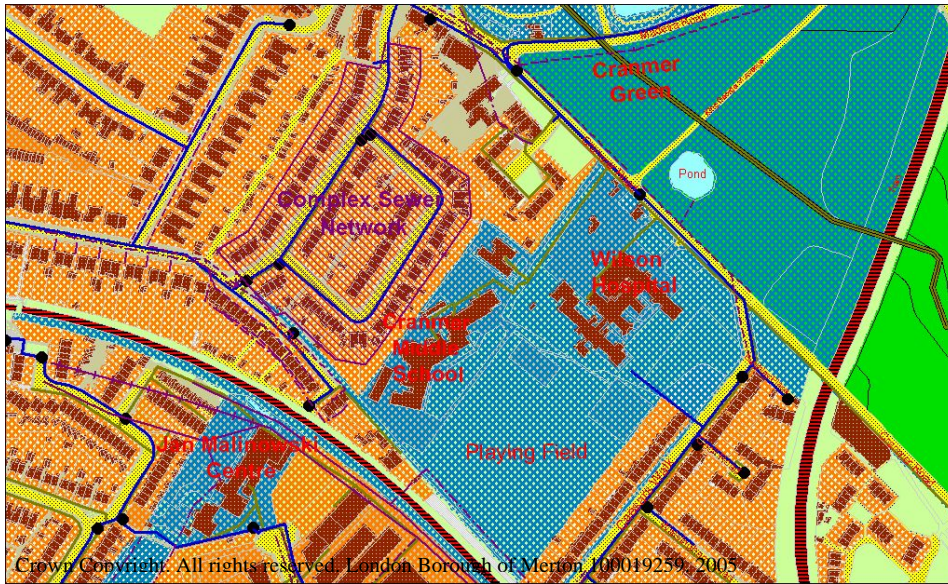 Cranmer
Green
Pond
Complex Sewer
Network
Wilson
Hospital
Cranmer
Middle
School
Jan Malinowski
Centre
Playing Field
Crown Copyright. All rights reserved. London Borough of Merton 100019259. 2005